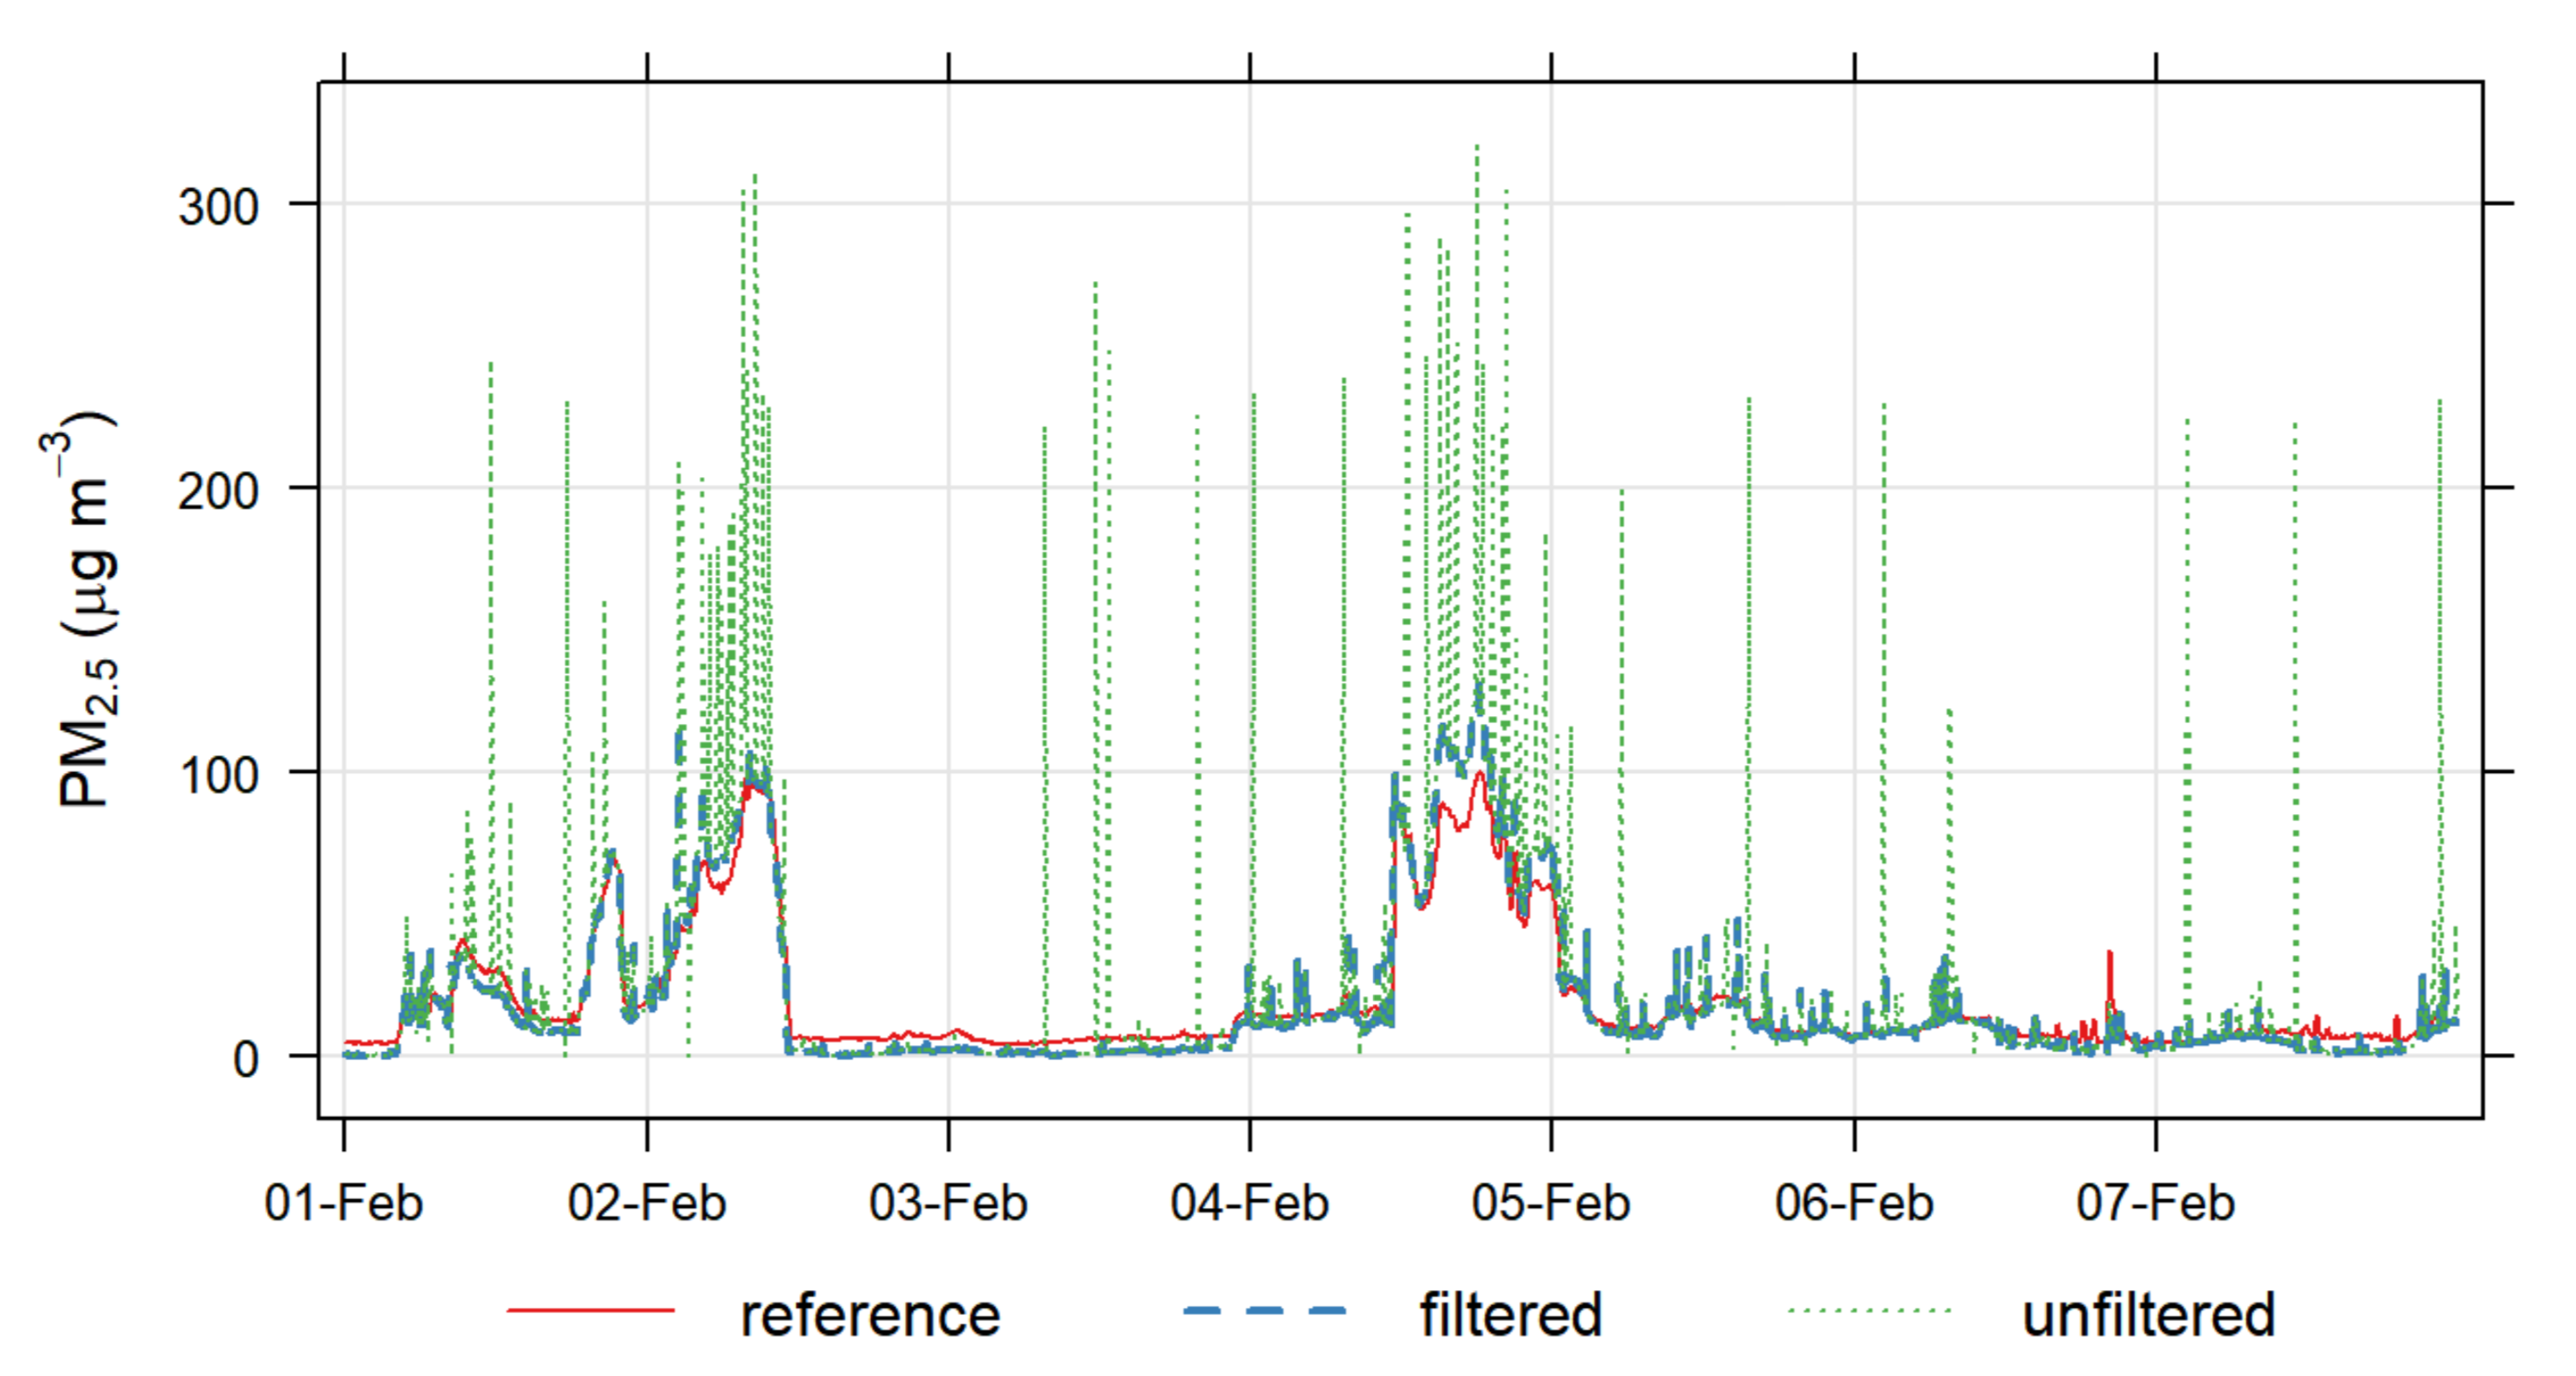 PM2.5 (µg m−3)
300
200
100
0
01-Feb 02-Feb 03-Feb 04-Feb 05-Feb 06-Feb 07-Feb
reference filtered unfiltered